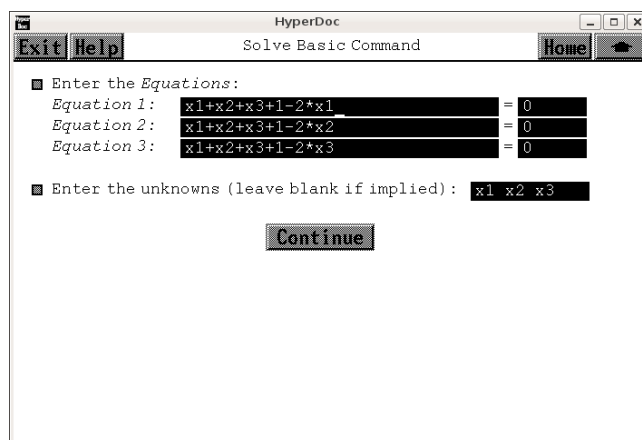 HyperDoc
Exit Help Solve Basic Command Home
Enter the Equations:
Equation 1: x1+x2+x3+1-2*x1_ = 0
Equation 2: x1+x2+x3+1-2*x2 = 0
Equation 3: x1+x2+x3+1-2*x3 = 0
Enter the unknowns (leave blank if implied): x1 x2 x3
Continue